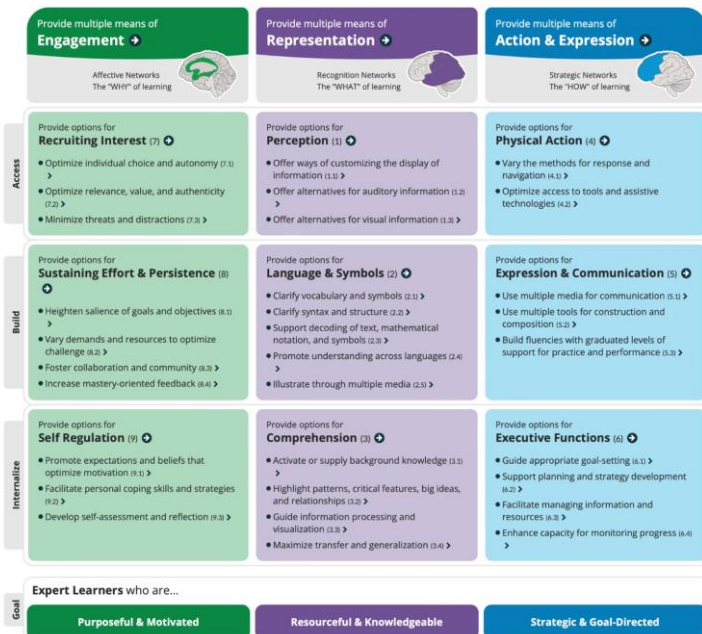 Provide multiple means of
Engagement
Affective Networks
The "WHY" of learning
Provide multiple means of
Representation
Recognition Networks
The "WHAT" of learning
Provide multiple means of
Action & Expression
Strategic Networks
The "HOW" of learning
Access
Provide options for
Recruiting Interest (7)
• Optimize individual choice and autonomy (7.1)
• Optimize relevance, value, and authenticity
(7.2)
• Minimize threats and distractions (7.3)
Provide options for
Perception (1)
• Offer ways of customizing the display of
information (1.1)
• Offer alternatives for auditory information (1.2)
• Offer alternatives for visual information (1.3)
Provide options for
Physical Action (4)
• Vary the methods for response and
navigation (4.1)
• Optimize access to tools and assistive
technologies (4.2)
Build
Provide options for
Sustaining Effort & Persistence (8)
• Heighten salience of goals and objectives (8.1)
• Vary demands and resources to optimize
challenge (8.2)
• Foster collaboration and community (8.3)
• Increase mastery-oriented feedback (8.4)
Provide options for
Language & Symbols (2)
• Clarify vocabulary and symbols (2.1)
• Clarify syntax and structure (2.2)
• Support decoding of text, mathematical
notation, and symbols (2.3)
• Promote understanding across languages (2.4)
• Illustrate through multiple media (2.5)
Provide options for
Expression & Communication (5)
• Use multiple media for communication (5.1)
• Use multiple tools for construction and
composition (5.2)
• Build fluencies with graduated levels of
support for practice and performance (5.3)
Internalize
Provide options for
Self Regulation (9)
• Promote expectations and beliefs that
optimize motivation (9.1)
• Facilitate personal coping skills and strategies
(9.2)
• Develop self-assessment and reflection (9.3)
Provide options for
Comprehension (3)
• Activate or supply background knowledge (3.1)
• Highlight patterns, critical features, big ideas,
and relationships (3.2)
• Guide information processing and
visualization (3.3)
• Maximize transfer and generalization (3.4)
Provide options for
Executive Functions (6)
• Guide appropriate goal-setting (6.1)
• Support planning and strategy development
(6.2)
• Facilitate managing information and
resources (6.3)
• Enhance capacity for monitoring progress (6.4)
Goal
Expert Learners who are...
Purposeful & Motivated
Resourceful & Knowledgeable
Strategic & Goal-Directed